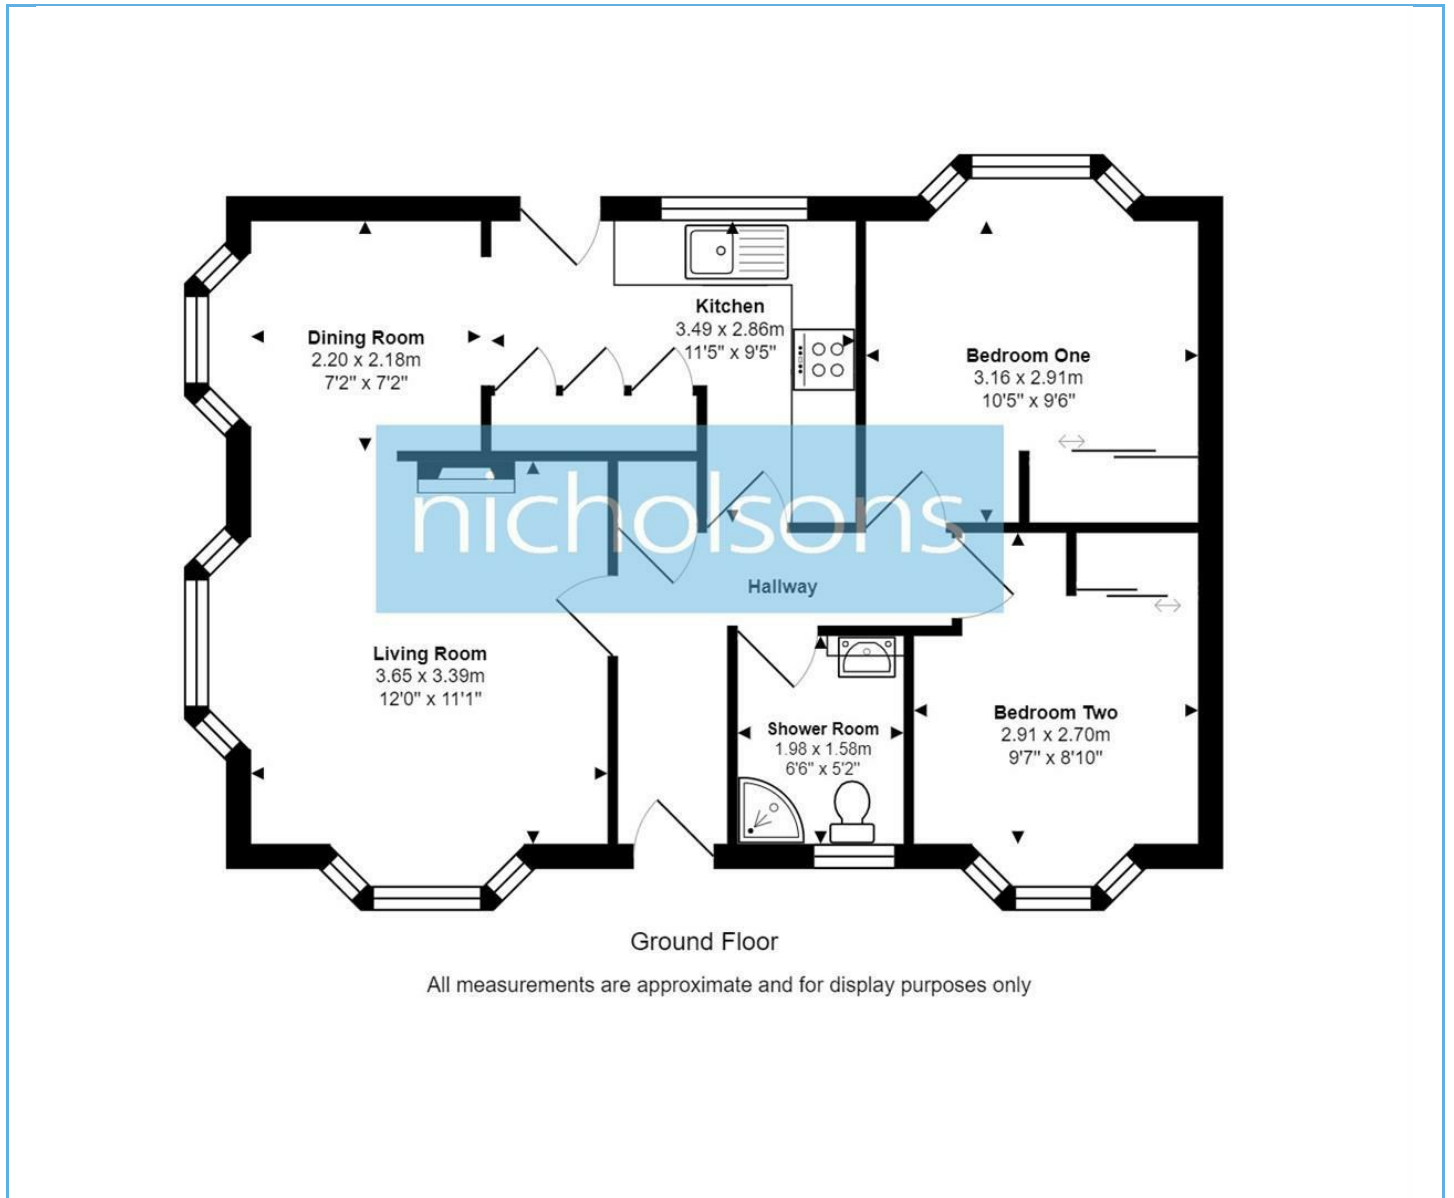 Kitchen
3.49 x 2.86m
11'5" x 9'5"
Dining Room
2.20 x 2.18m
7'2" x 7'2"
Bedroom One
3.16 x 2.91m
10'5" x 9'6"
nicholsons
Hallway
Living Room
3.65 x 3.39m
12'0" x 11'1"
Shower Room
1.98 x 1.58m
6'6" x 5'2"
Bedroom Two
2.91 x 2.70m
9'7" x 8'10"
Ground Floor
All measurements are approximate and for display purposes only